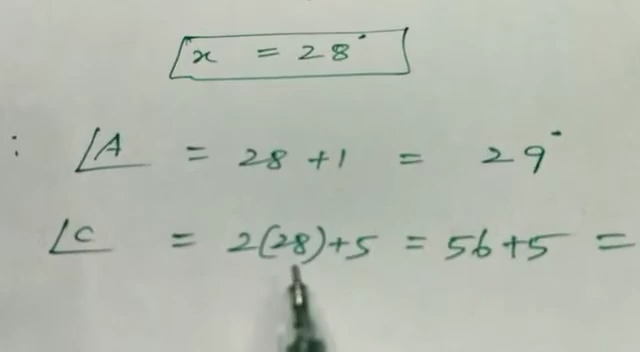 x = 28°
: ∠A = 28 + 1 = 29°
∠C = 2(28)+5 = 56+5 =